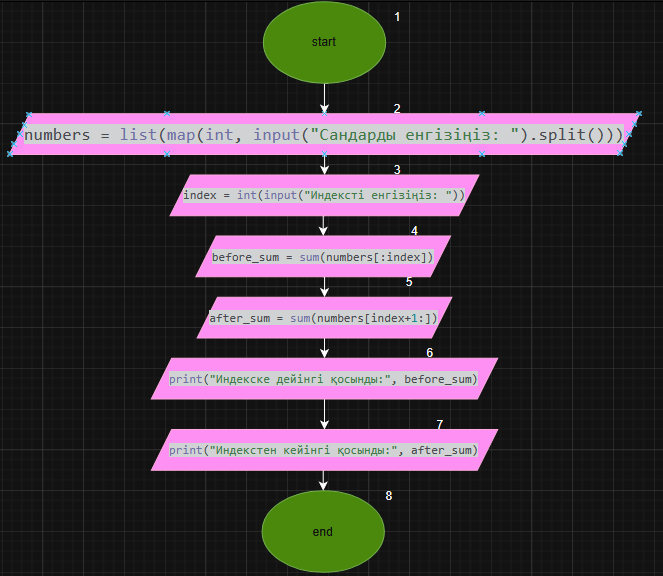 1
start
2
numbers = list(map(int, input("Сандарды енгізіңіз: ").split()))
3
index = int(input("Индексті енгізіңіз: "))
4
before_sum = sum(numbers[:index])
5
after_sum = sum(numbers[index+1:])
6
print("Индекске дейінгі қосынды:", before_sum)
7
print("Индекстен кейінгі қосынды:", after_sum)
8
end